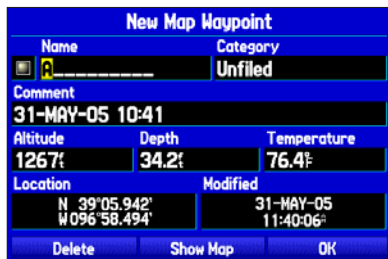 New Map Waypoint
Name Category
A_________ Unfiled
Comment
31-MAY-05 10:41
Altitude Depth Temperature
1267ft 34.2ft 76.4°F
Location Modified
N 39°05.942' 31-MAY-05
W096°58.494' 11:40:06A
Delete Show Map OK